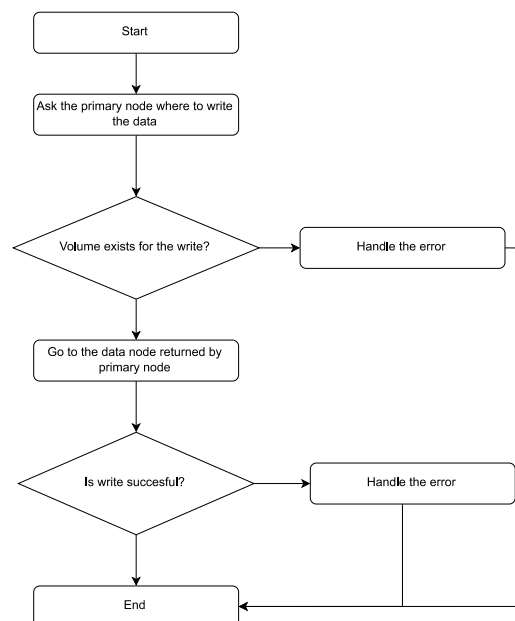 Start
Ask the primary node where to write
the data
Volume exists for the write?
Handle the error
Go to the data node returned by
primary node
Is write succesful?
Handle the error
End